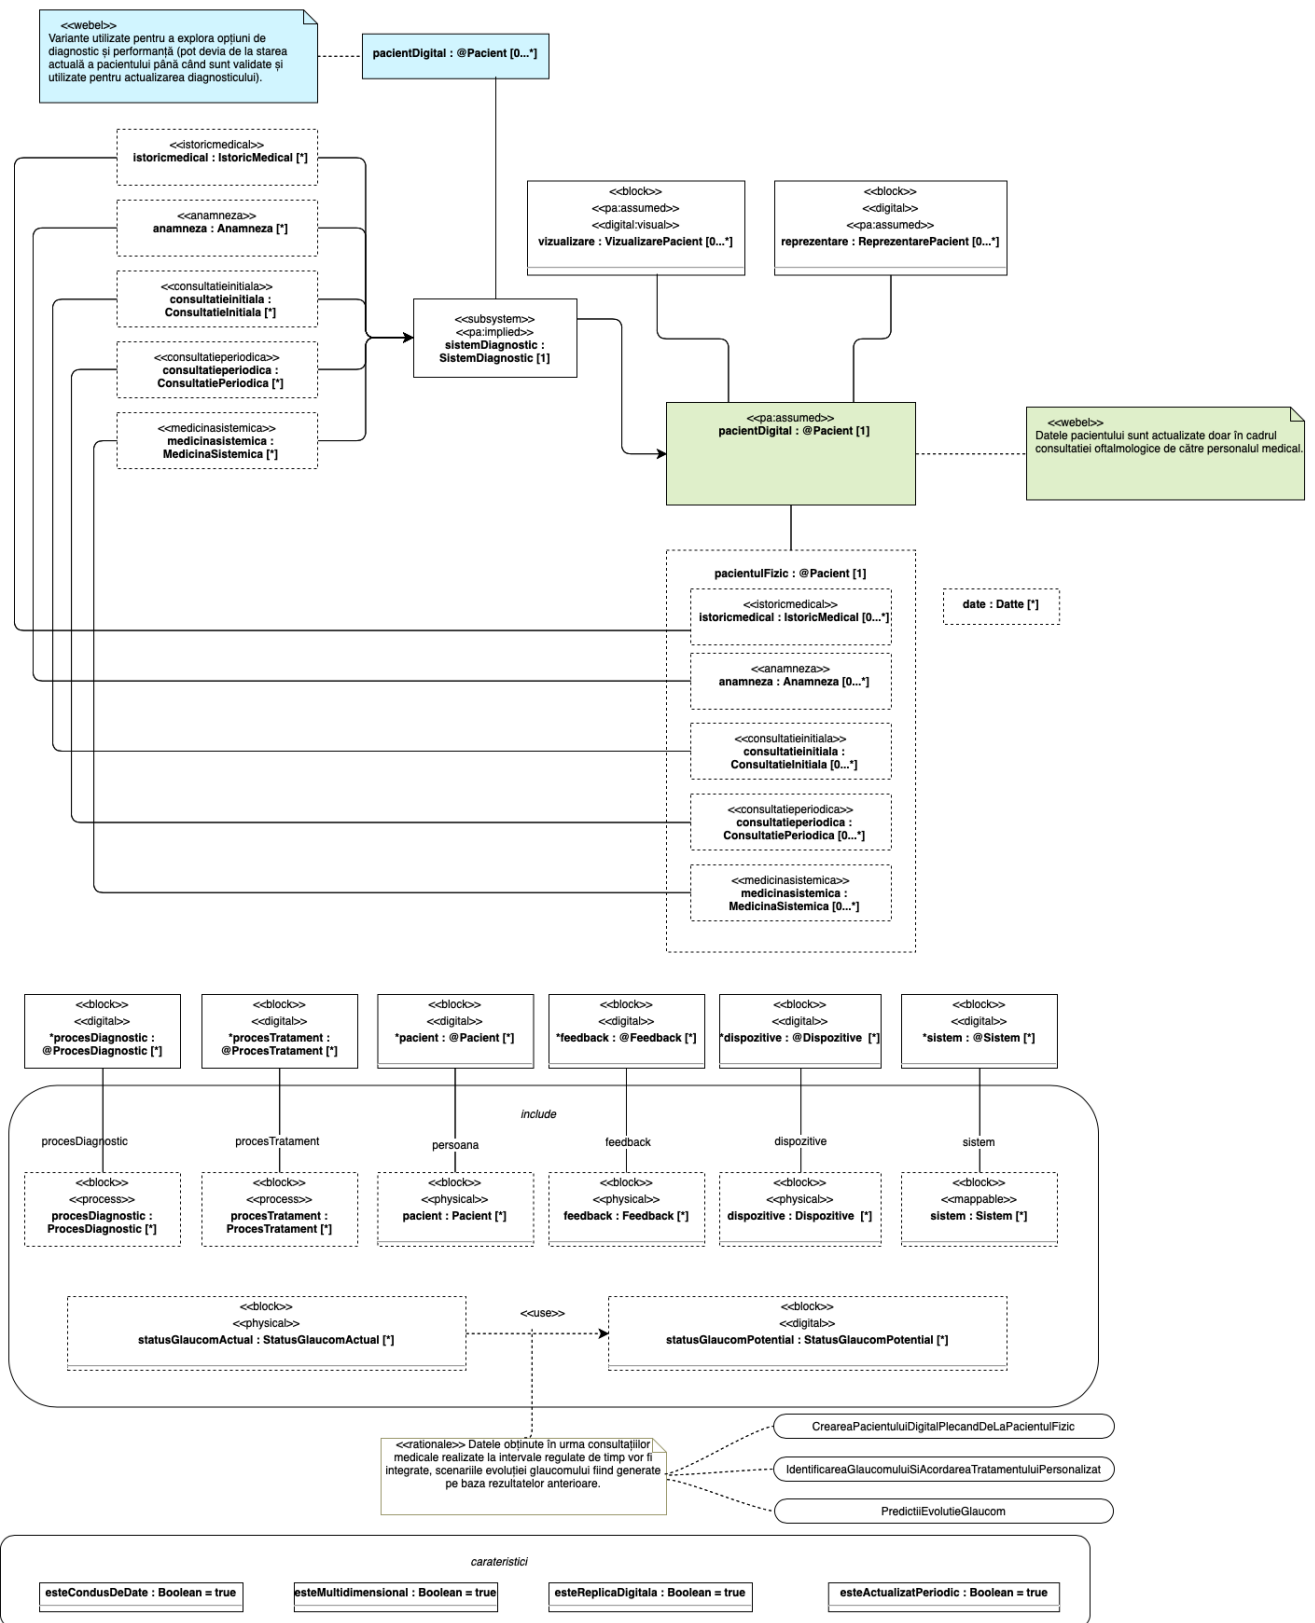 <<webel>>
Variante utilizate pentru a explora opțiuni de
diagnostic și performanță (pot devia de la starea
actuală a pacientului până când sunt validate și
utilizate pentru actualizarea diagnosticului).
pacientDigital : @Pacient [0...*]
<<istoricmedical>>
istoricmedical : IstoricMedical [*]
<<anamneza>>
anamneza : Anamneza [*]
<<consultatieinitiala>>
consultatieinitiala :
ConsultatieInitiala [*]
<<consultatieperiodica>>
consultatieperiodica :
ConsultatiePeriodica [*]
<<medicinasistemica>>
medicinasistemica :
MedicinaSistemica [*]
<<subsystem>>
<<pa:implied>>
sistemDiagnostic :
SistemDiagnostic [1]
<<block>>
<<pa:assumed>>
<<digital:visual>>
vizualizare : VizualizarePacient [0...*]
<<block>>
<<digital>>
<<pa:assumed>>
reprezentare : ReprezentarePacient [0...*]
<<pa:assumed>>
pacientDigital : @Pacient [1]
<<webel>>
Datele pacientului sunt actualizate doar în cadrul
consultatiei oftalmologice de către personalul medical.
pacientulFizic : @Pacient [1]
<<istoricmedical>>
istoricmedical : IstoricMedical [0...*]
<<anamneza>>
anamneza : Anamneza [0...*]
<<consultatieinitiala>>
consultatieinitiala :
ConsultatieInitiala [0...*]
<<consultatieperiodica>>
consultatieperiodica :
ConsultatiePeriodica [0...*]
<<medicinasistemica>>
medicinasistemica :
MedicinaSistemica [0...*]
date : Datte [*]
<<block>>
<<digital>>
*procesDiagnostic :
@ProcesDiagnostic [*]
<<block>>
<<digital>>
*procesTratament :
@ProcesTratament [*]
<<block>>
<<digital>>
*pacient : @Pacient [*]
<<block>>
<<digital>>
*feedback : @Feedback [*]
<<block>>
<<digital>>
*dispozitive : @Dispozitive [*]
<<block>>
<<digital>>
*sistem : @Sistem [*]
include
procesDiagnostic
procesTratament
persoana
feedback
dispozitive
sistem
<<block>>
<<process>>
procesDiagnostic :
ProcesDiagnostic [*]
<<block>>
<<process>>
procesTratament :
ProcesTratament [*]
<<block>>
<<physical>>
pacient : Pacient [*]
<<block>>
<<physical>>
feedback : Feedback [*]
<<block>>
<<physical>>
dispozitive : Dispozitive [*]
<<block>>
<<mappable>>
sistem : Sistem [*]
<<block>>
<<physical>>
statusGlaucomActual : StatusGlaucomActual [*]
<<use>>
<<block>>
<<digital>>
statusGlaucomPotential : StatusGlaucomPotential [*]
<<rationale>> Datele obținute în urma consultațiilor
medicale realizate la intervale regulate de timp vor fi
integrate, scenariile evoluției glaucomului fiind generate
pe baza rezultatelor anterioare.
CreareaPacientuluiDigitalPlecandDeLaPacientulFizic
IdentificareaGlaucomuluiSiAcordareaTratamentuluiPersonalizat
PredictiiEvolutieGlaucom
carateristici
esteCondusDeDate : Boolean = true
esteMultidimensional : Boolean = true
esteReplicaDigitala : Boolean = true
esteActualizatPeriodic : Boolean = true